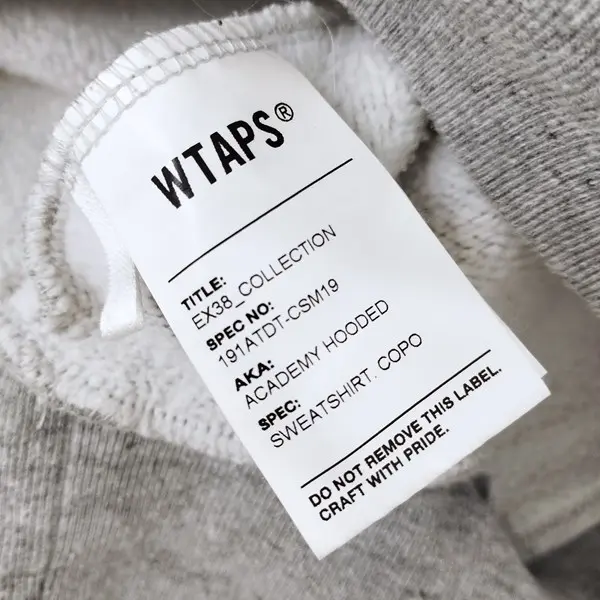 WTAPS®
TITLE:
EX38_COLLECTION
SPEC NO:
191ATDT-CSM19
AKA:
ACADEMY HOODED
SPEC:
SWEATSHIRT. COPO
DO NOT REMOVE THIS LABEL.
CRAFT WITH PRIDE.